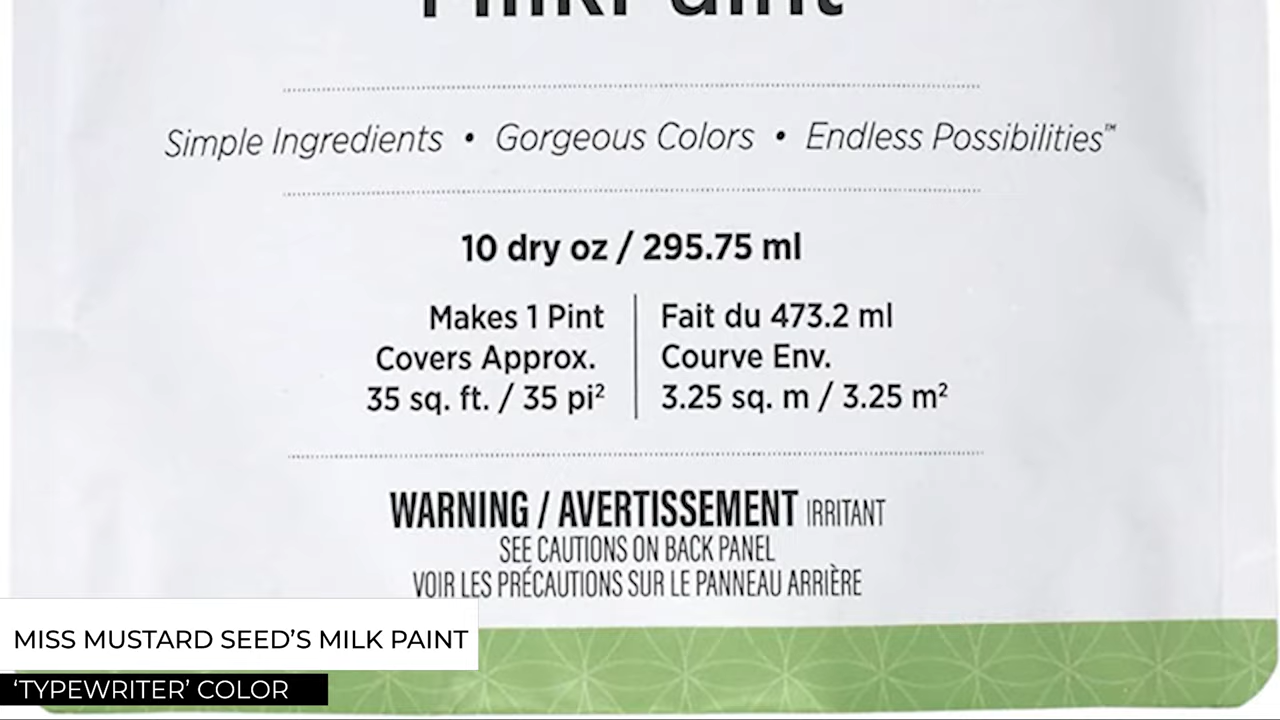 MilkPaint
Simple Ingredients • Gorgeous Colors • Endless Possibilities™
10 dry oz / 295.75 ml
Makes 1 Pint
Covers Approx.
35 sq. ft. / 35 pi²
Fait du 473.2 ml
Courve Env.
3.25 sq. m / 3.25 m²
WARNING / AVERTISSEMENT IRRITANT
SEE CAUTIONS ON BACK PANEL
VOIR LES PRÉCAUTIONS SUR LE PANNEAU ARRIÈRE
MISS MUSTARD SEED’S MILK PAINT
‘TYPEWRITER’ COLOR